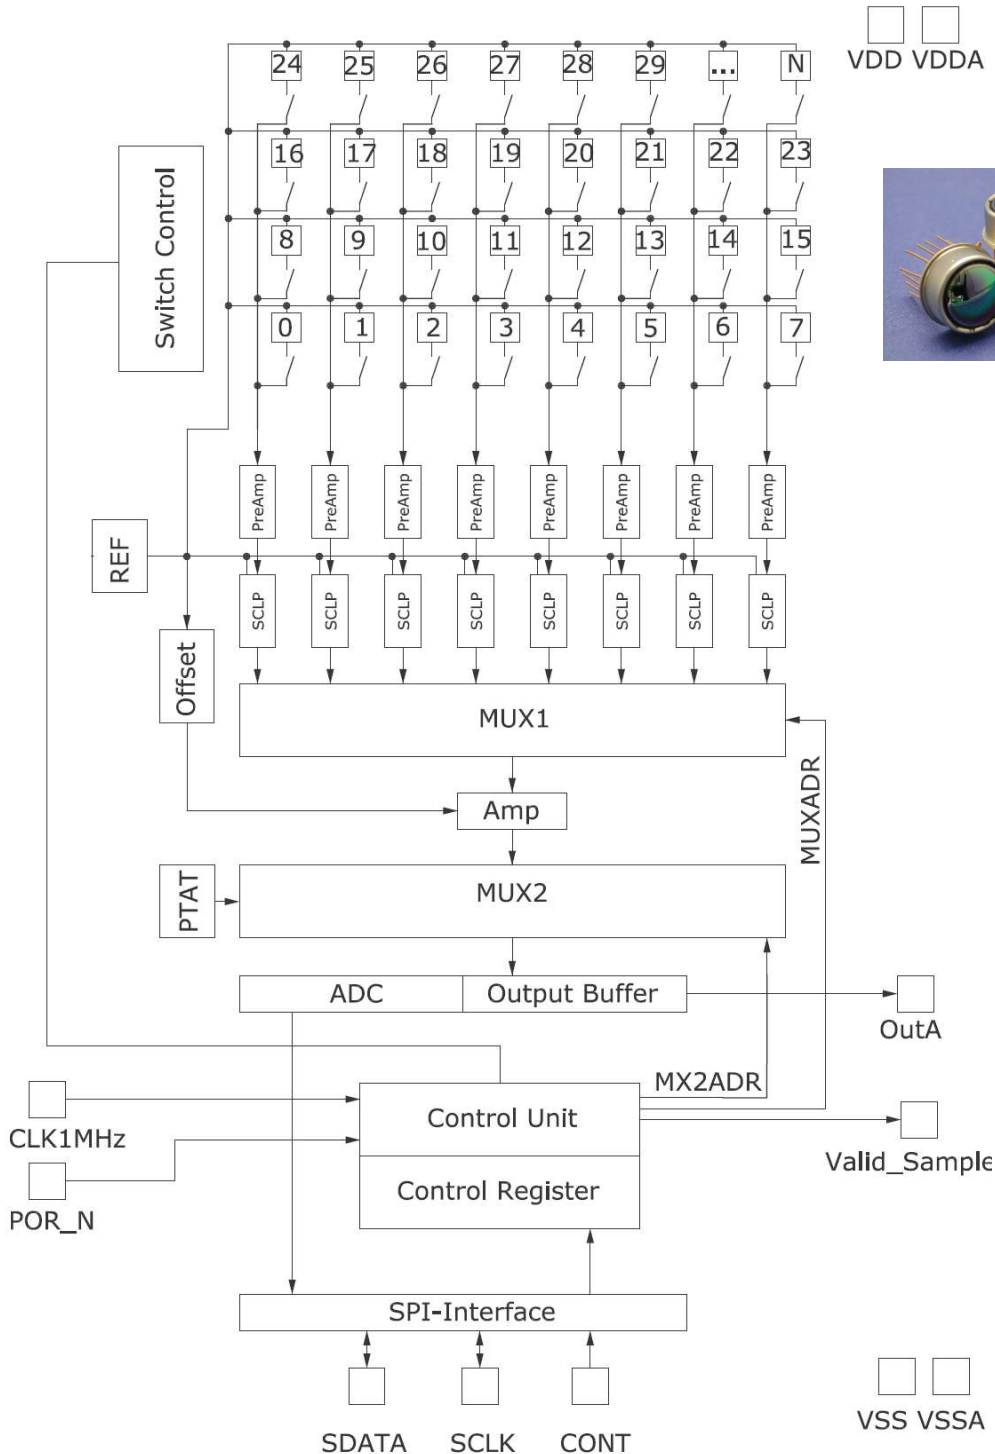 VDD VDDA
24 25 26 27 28 29 ... N
16 17 18 19 20 21 22 23
8 9 10 11 12 13 14 15
0 1 2 3 4 5 6 7
Switch Control
PreAmp PreAmp PreAmp PreAmp PreAmp PreAmp PreAmp PreAmp
REF
SCLP SCLP SCLP SCLP SCLP SCLP SCLP SCLP
Offset
MUX1
MUXADR
Amp
PTAT
MUX2
ADC Output Buffer
OutA
MX2ADR
CLK1MHz
Control Unit
Valid_Sample
Control Register
POR_N
SPI-Interface
VSS VSSA
SDATA SCLK CONT